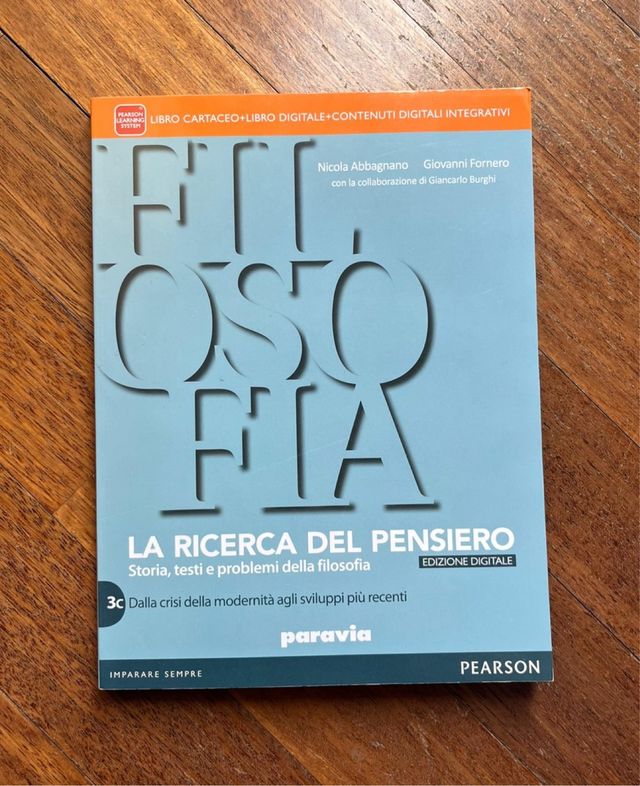 PEARSON
LEARNING
SYSTEM
LIBRO CARTACEO+LIBRO DIGITALE+CONTENUTI DIGITALI INTEGRATIVI
Nicola Abbagnano Giovanni Fornero
con la collaborazione di Giancarlo Burghi
FIL
OSO
FIA
LA RICERCA DEL PENSIERO
Storia, testi e problemi della filosofia
EDIZIONE DIGITALE
3C Dalla crisi della modernità agli sviluppi più recenti
paravia
IMPARARE SEMPRE
PEARSON